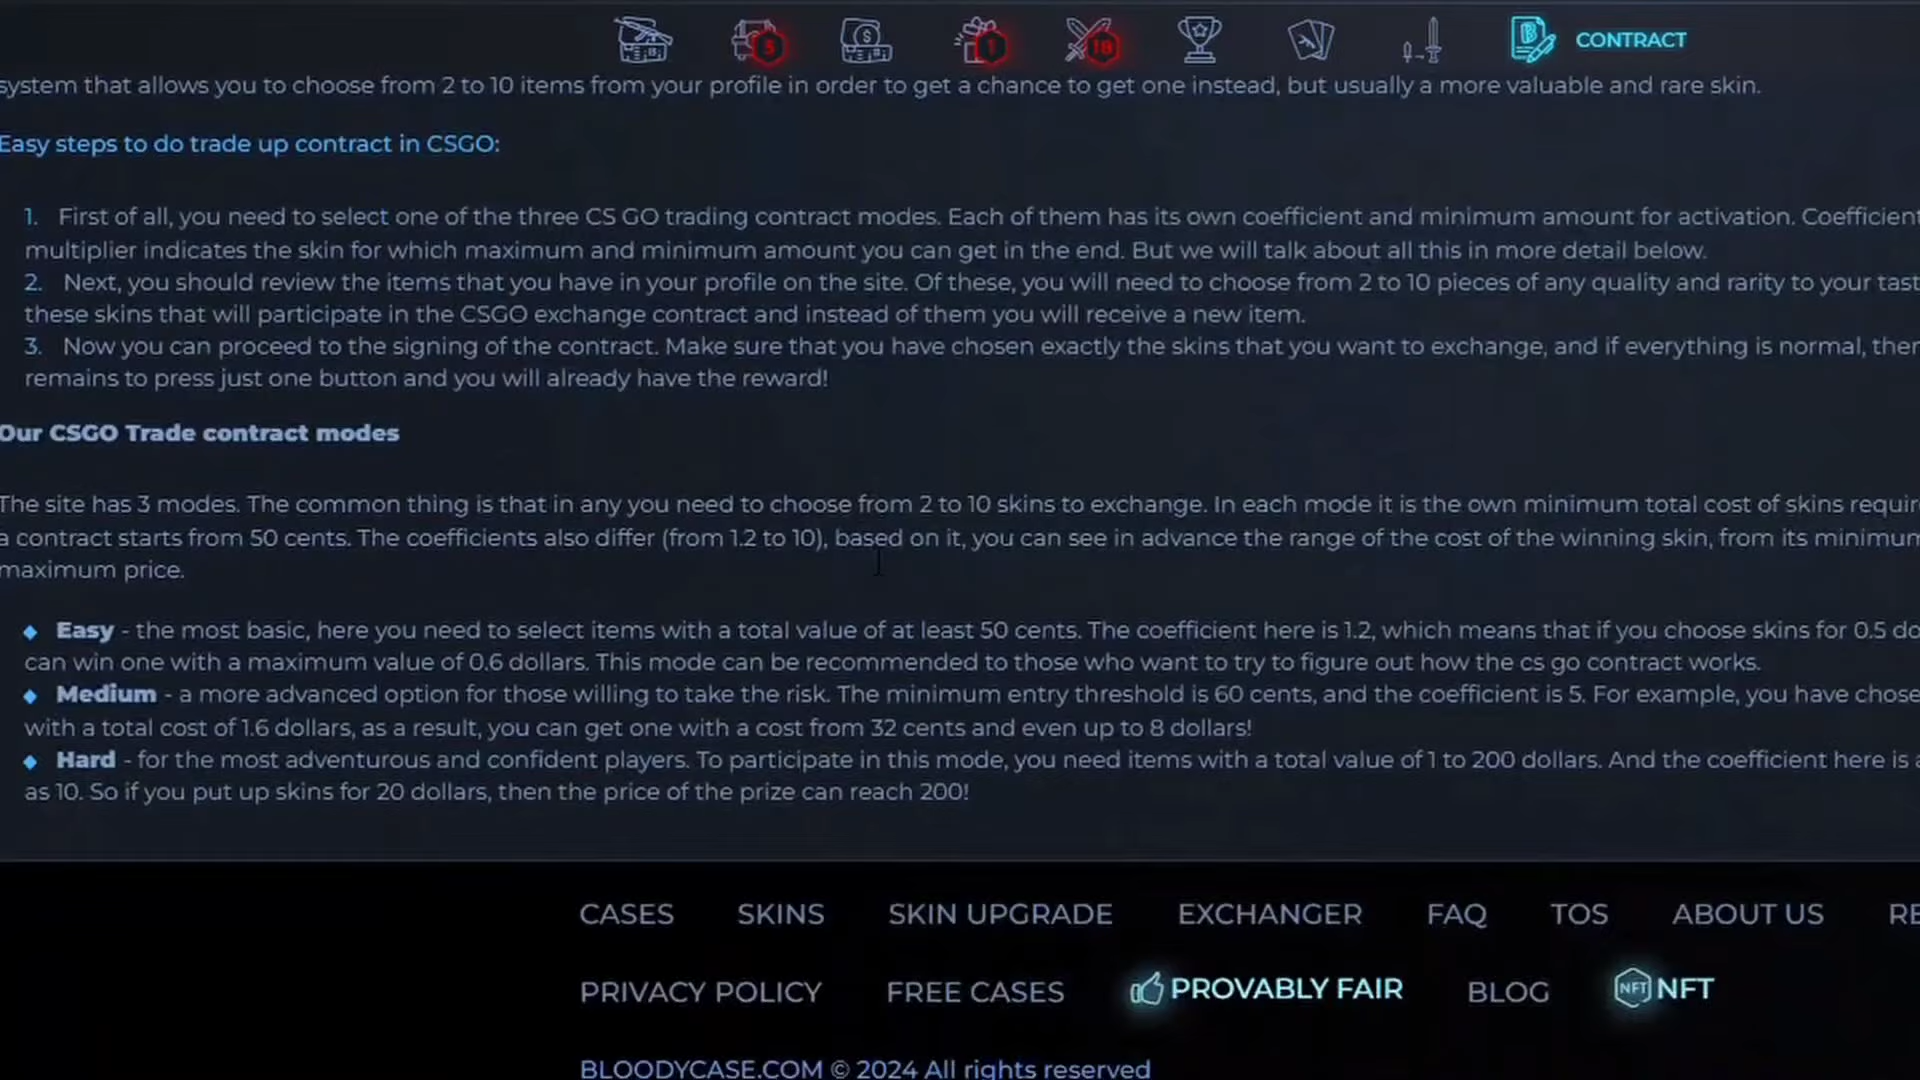 3
1
18
CONTRACT
system that allows you to choose from 2 to 10 items from your profile in order to get a chance to get one instead, but usually a more valuable and rare skin.
Easy steps to do trade up contract in CSGO:
1. First of all, you need to select one of the three CS GO trading contract modes. Each of them has its own coefficient and minimum amount for activation. Coefficient
multiplier indicates the skin for which maximum and minimum amount you can get in the end. But we will talk about all this in more detail below.
2. Next, you should review the items that you have in your profile on the site. Of these, you will need to choose from 2 to 10 pieces of any quality and rarity to your tast
these skins that will participate in the CSGO exchange contract and instead of them you will receive a new item.
3. Now you can proceed to the signing of the contract. Make sure that you have chosen exactly the skins that you want to exchange, and if everything is normal, then
remains to press just one button and you will already have the reward!
Our CSGO Trade contract modes
The site has 3 modes. The common thing is that in any you need to choose from 2 to 10 skins to exchange. In each mode it is the own minimum total cost of skins requir
a contract starts from 50 cents. The coefficients also differ (from 1.2 to 10), based on it, you can see in advance the range of the cost of the winning skin, from its minimum
maximum price.
Easy - the most basic, here you need to select items with a total value of at least 50 cents. The coefficient here is 1.2, which means that if you choose skins for 0.5 do
can win one with a maximum value of 0.6 dollars. This mode can be recommended to those who want to try to figure out how the cs go contract works.
Medium - a more advanced option for those willing to take the risk. The minimum entry threshold is 60 cents, and the coefficient is 5. For example, you have chose
with a total cost of 1.6 dollars, as a result, you can get one with a cost from 32 cents and even up to 8 dollars!
Hard - for the most adventurous and confident players. To participate in this mode, you need items with a total value of 1 to 200 dollars. And the coefficient here is a
as 10. So if you put up skins for 20 dollars, then the price of the prize can reach 200!
CASES SKINS SKIN UPGRADE EXCHANGER FAQ TOS ABOUT US RE
PRIVACY POLICY FREE CASES PROVABLY FAIR BLOG NFT NFT
BLOODYCASE.COM © 2024 All rights reserved